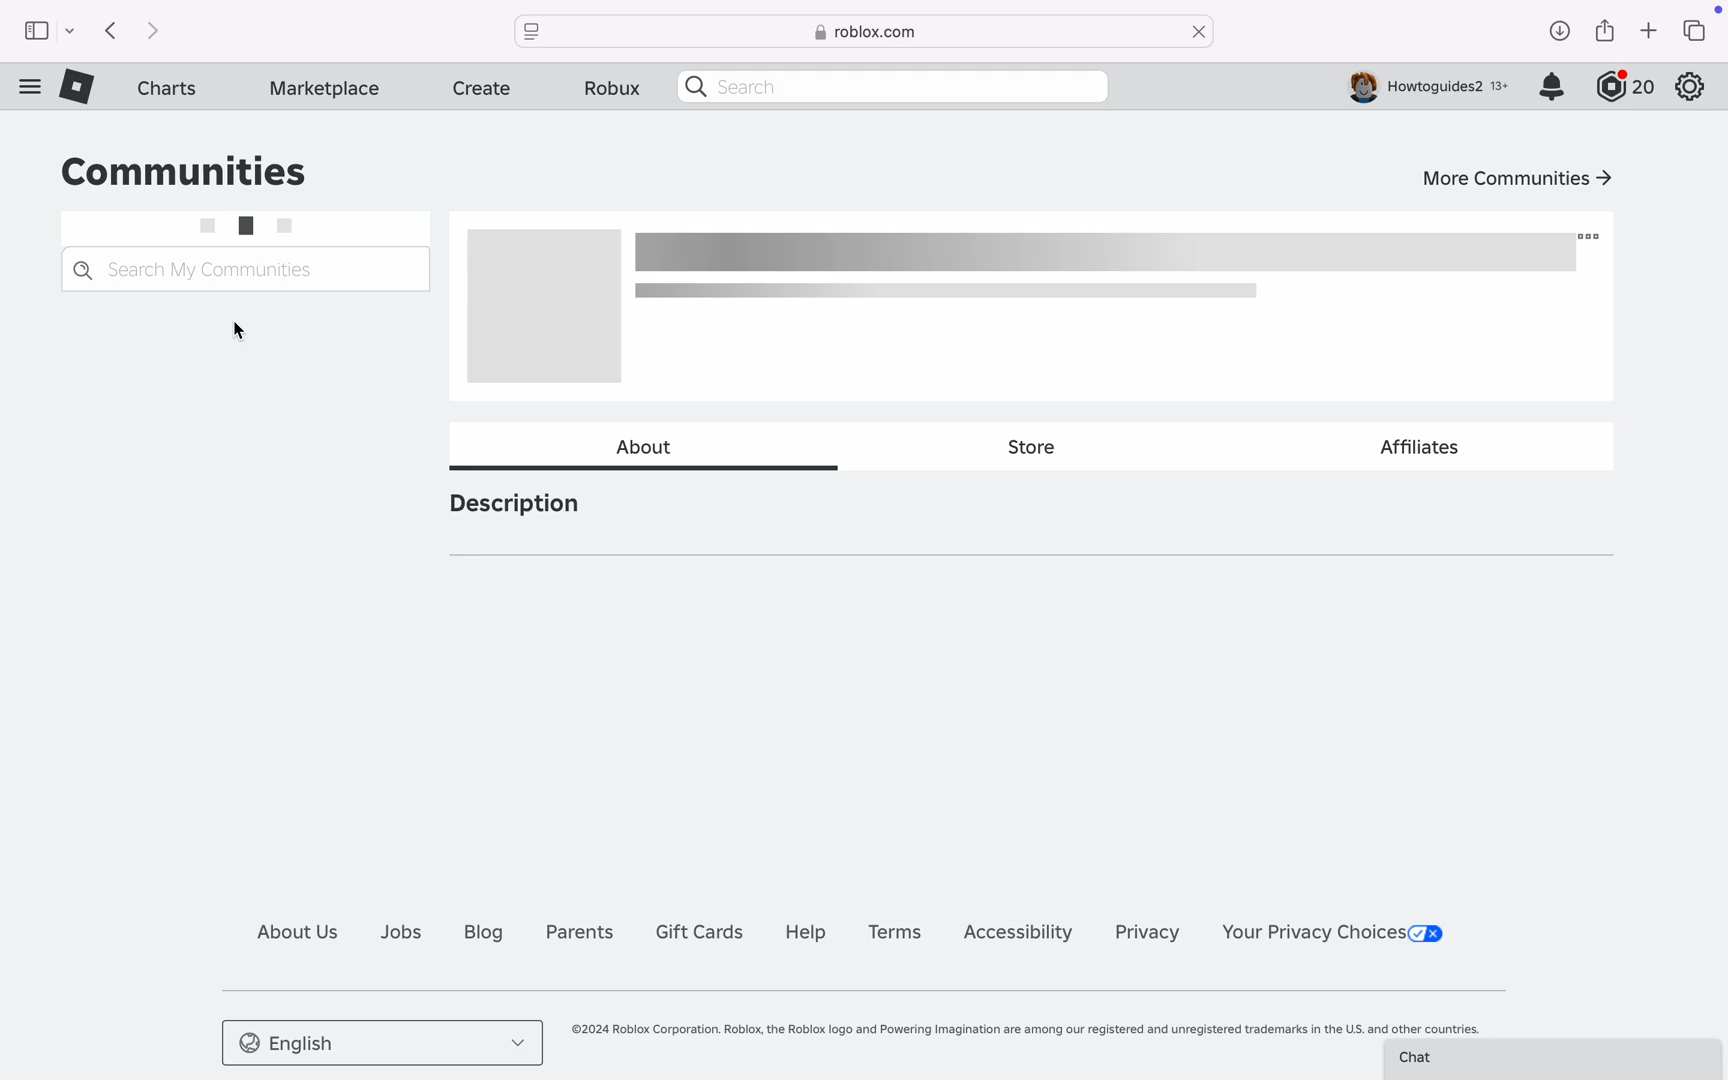 roblox.com
Charts
Marketplace
Create
Robux
Search
Howtoguides2 13+
20
Communities
More Communities
Search My Communities
About
Store
Affiliates
Description
About Us
Jobs
Blog
Parents
Gift Cards
Help
Terms
Accessibility
Privacy
Your Privacy Choices
English
©2024 Roblox Corporation. Roblox, the Roblox logo and Powering Imagination are among our registered and unregistered trademarks in the U.S. and other countries.
Chat